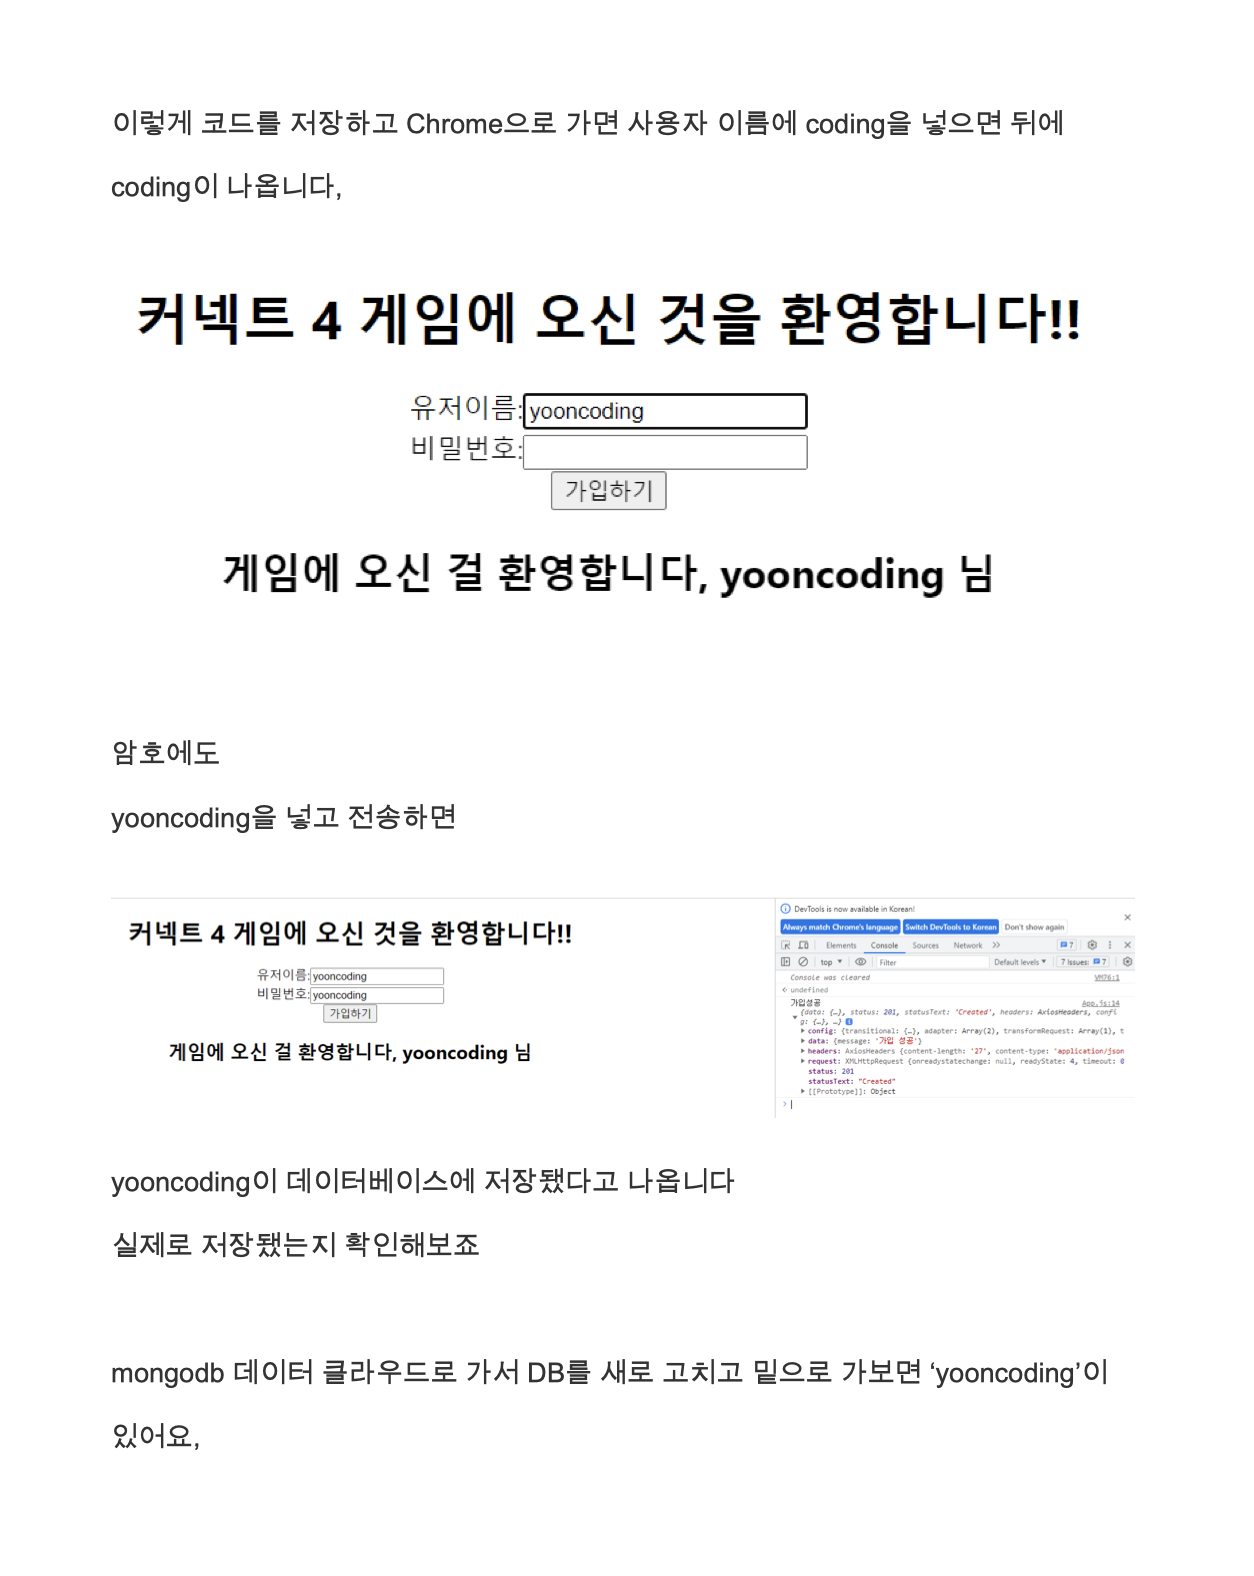 이렇게 코드를 저장하고 Chrome으로 가면 사용자 이름에 coding을 넣으면 뒤에
coding이 나옵니다,
커넥트 4 게임에 오신 것을 환영합니다!!
유저이름:yooncoding
비밀번호:
가입하기
게임에 오신 걸 환영합니다, yooncoding 님
암호에도
yooncoding을 넣고 전송하면
커넥트 4 게임에 오신 것을 환영합니다!!
유저이름:yooncoding
비밀번호:yooncoding
가입하기
게임에 오신 걸 환영합니다, yooncoding 님
DevTools is now available in Korean!
Always match Chrome's language Switch DevTools to Korean Don't show again
Elements Console Sources Network 7
top Filter Default levels 7 Issues: 7
Console was cleared VM76:1
undefined
가입성공 App.js:14
{data: {…}, status: 201, statusText: 'Created', headers: AxiosHeaders, confi
g: {…}, …}
config: {transitional: {…}, adapter: Array(2), transformRequest: Array(1), t
data: {message: '가입 성공'}
headers: AxiosHeaders {content-length: '27', content-type: 'application/json
request: XMLHttpRequest {onreadystatechange: null, readyState: 4, timeout: 0
status: 201
statusText: "Created"
[[Prototype]]: Object
yooncoding이 데이터베이스에 저장됐다고 나옵니다
실제로 저장됐는지 확인해보죠
mongodb 데이터 클라우드로 가서 DB를 새로 고치고 밑으로 가보면 ‘yooncoding’이
있어요,